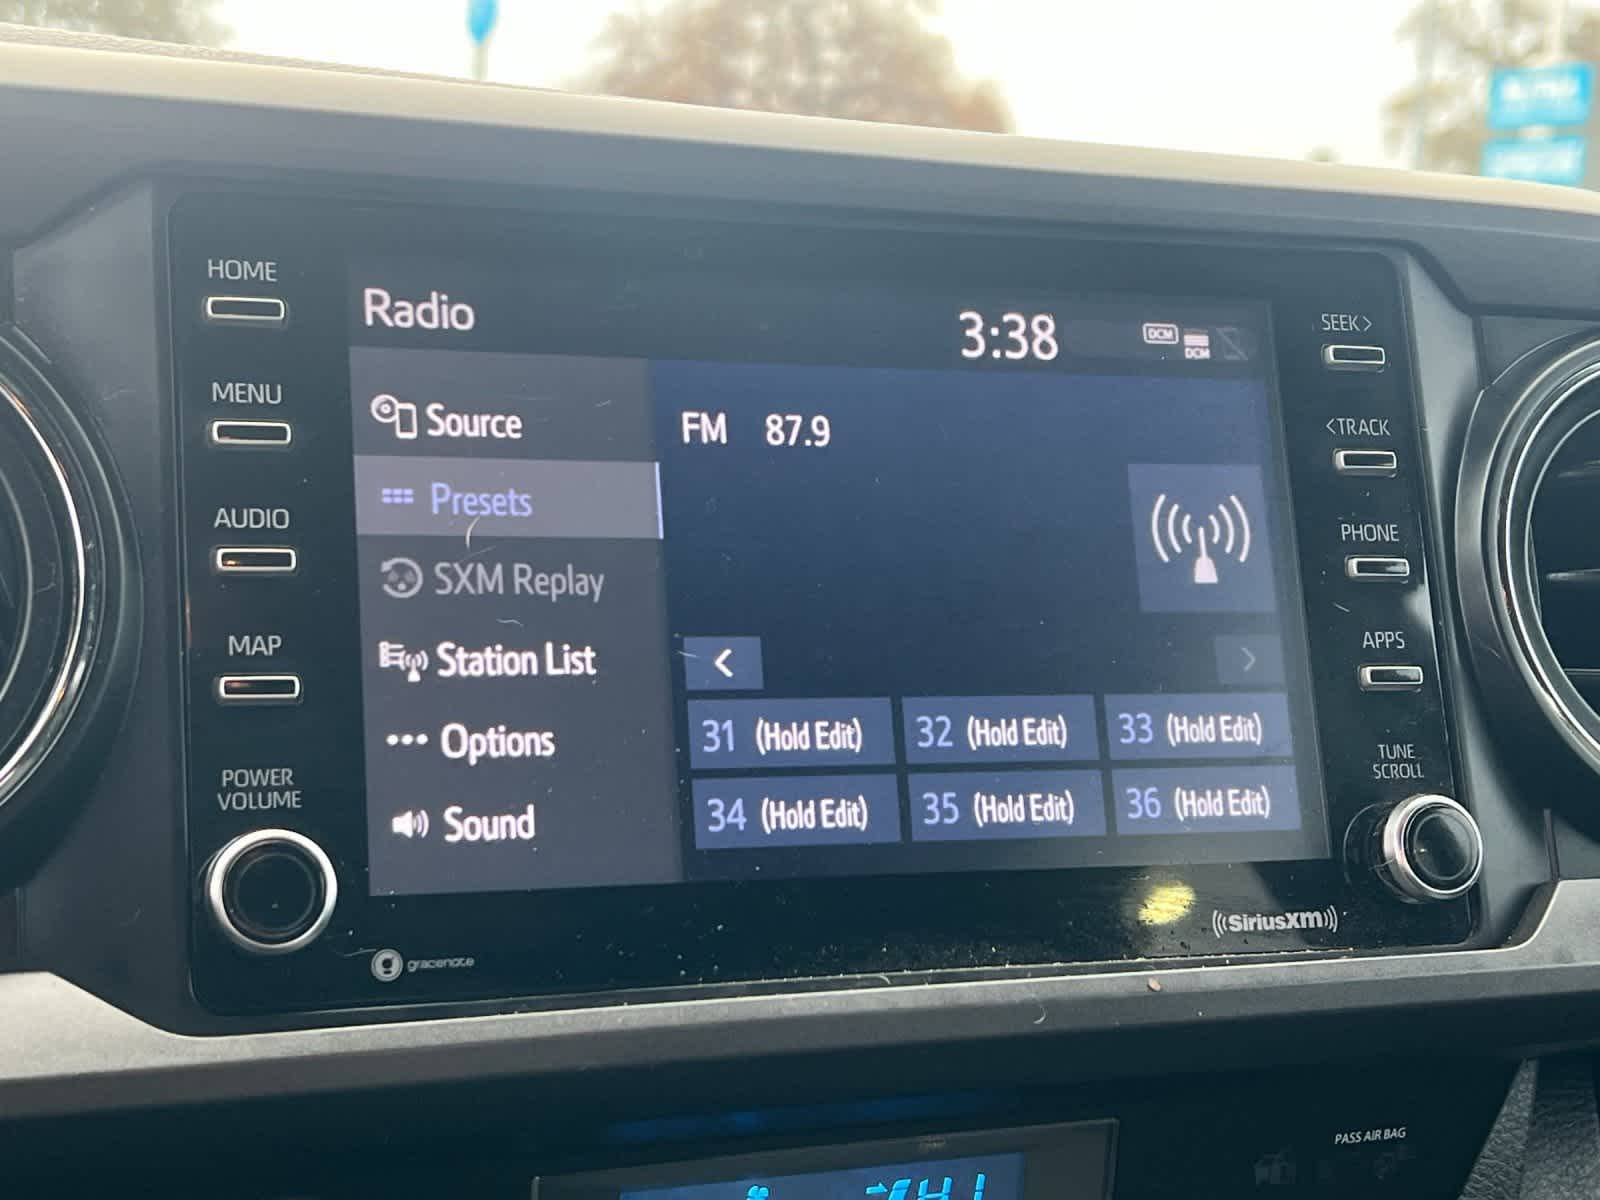 HOME
MENU
AUDIO
MAP
POWER
VOLUME
Radio
3:38
DCM
DCM
Source
Presets
SXM Replay
Station List
Options
Sound
FM 87.9
<
>
31 (Hold Edit)
32 (Hold Edit)
33 (Hold Edit)
34 (Hold Edit)
35 (Hold Edit)
36 (Hold Edit)
SEEK>
<TRACK
PHONE
APPS
TUNE
SCROLL
gracenote
((SiriusXM))
PASS AIR BAG